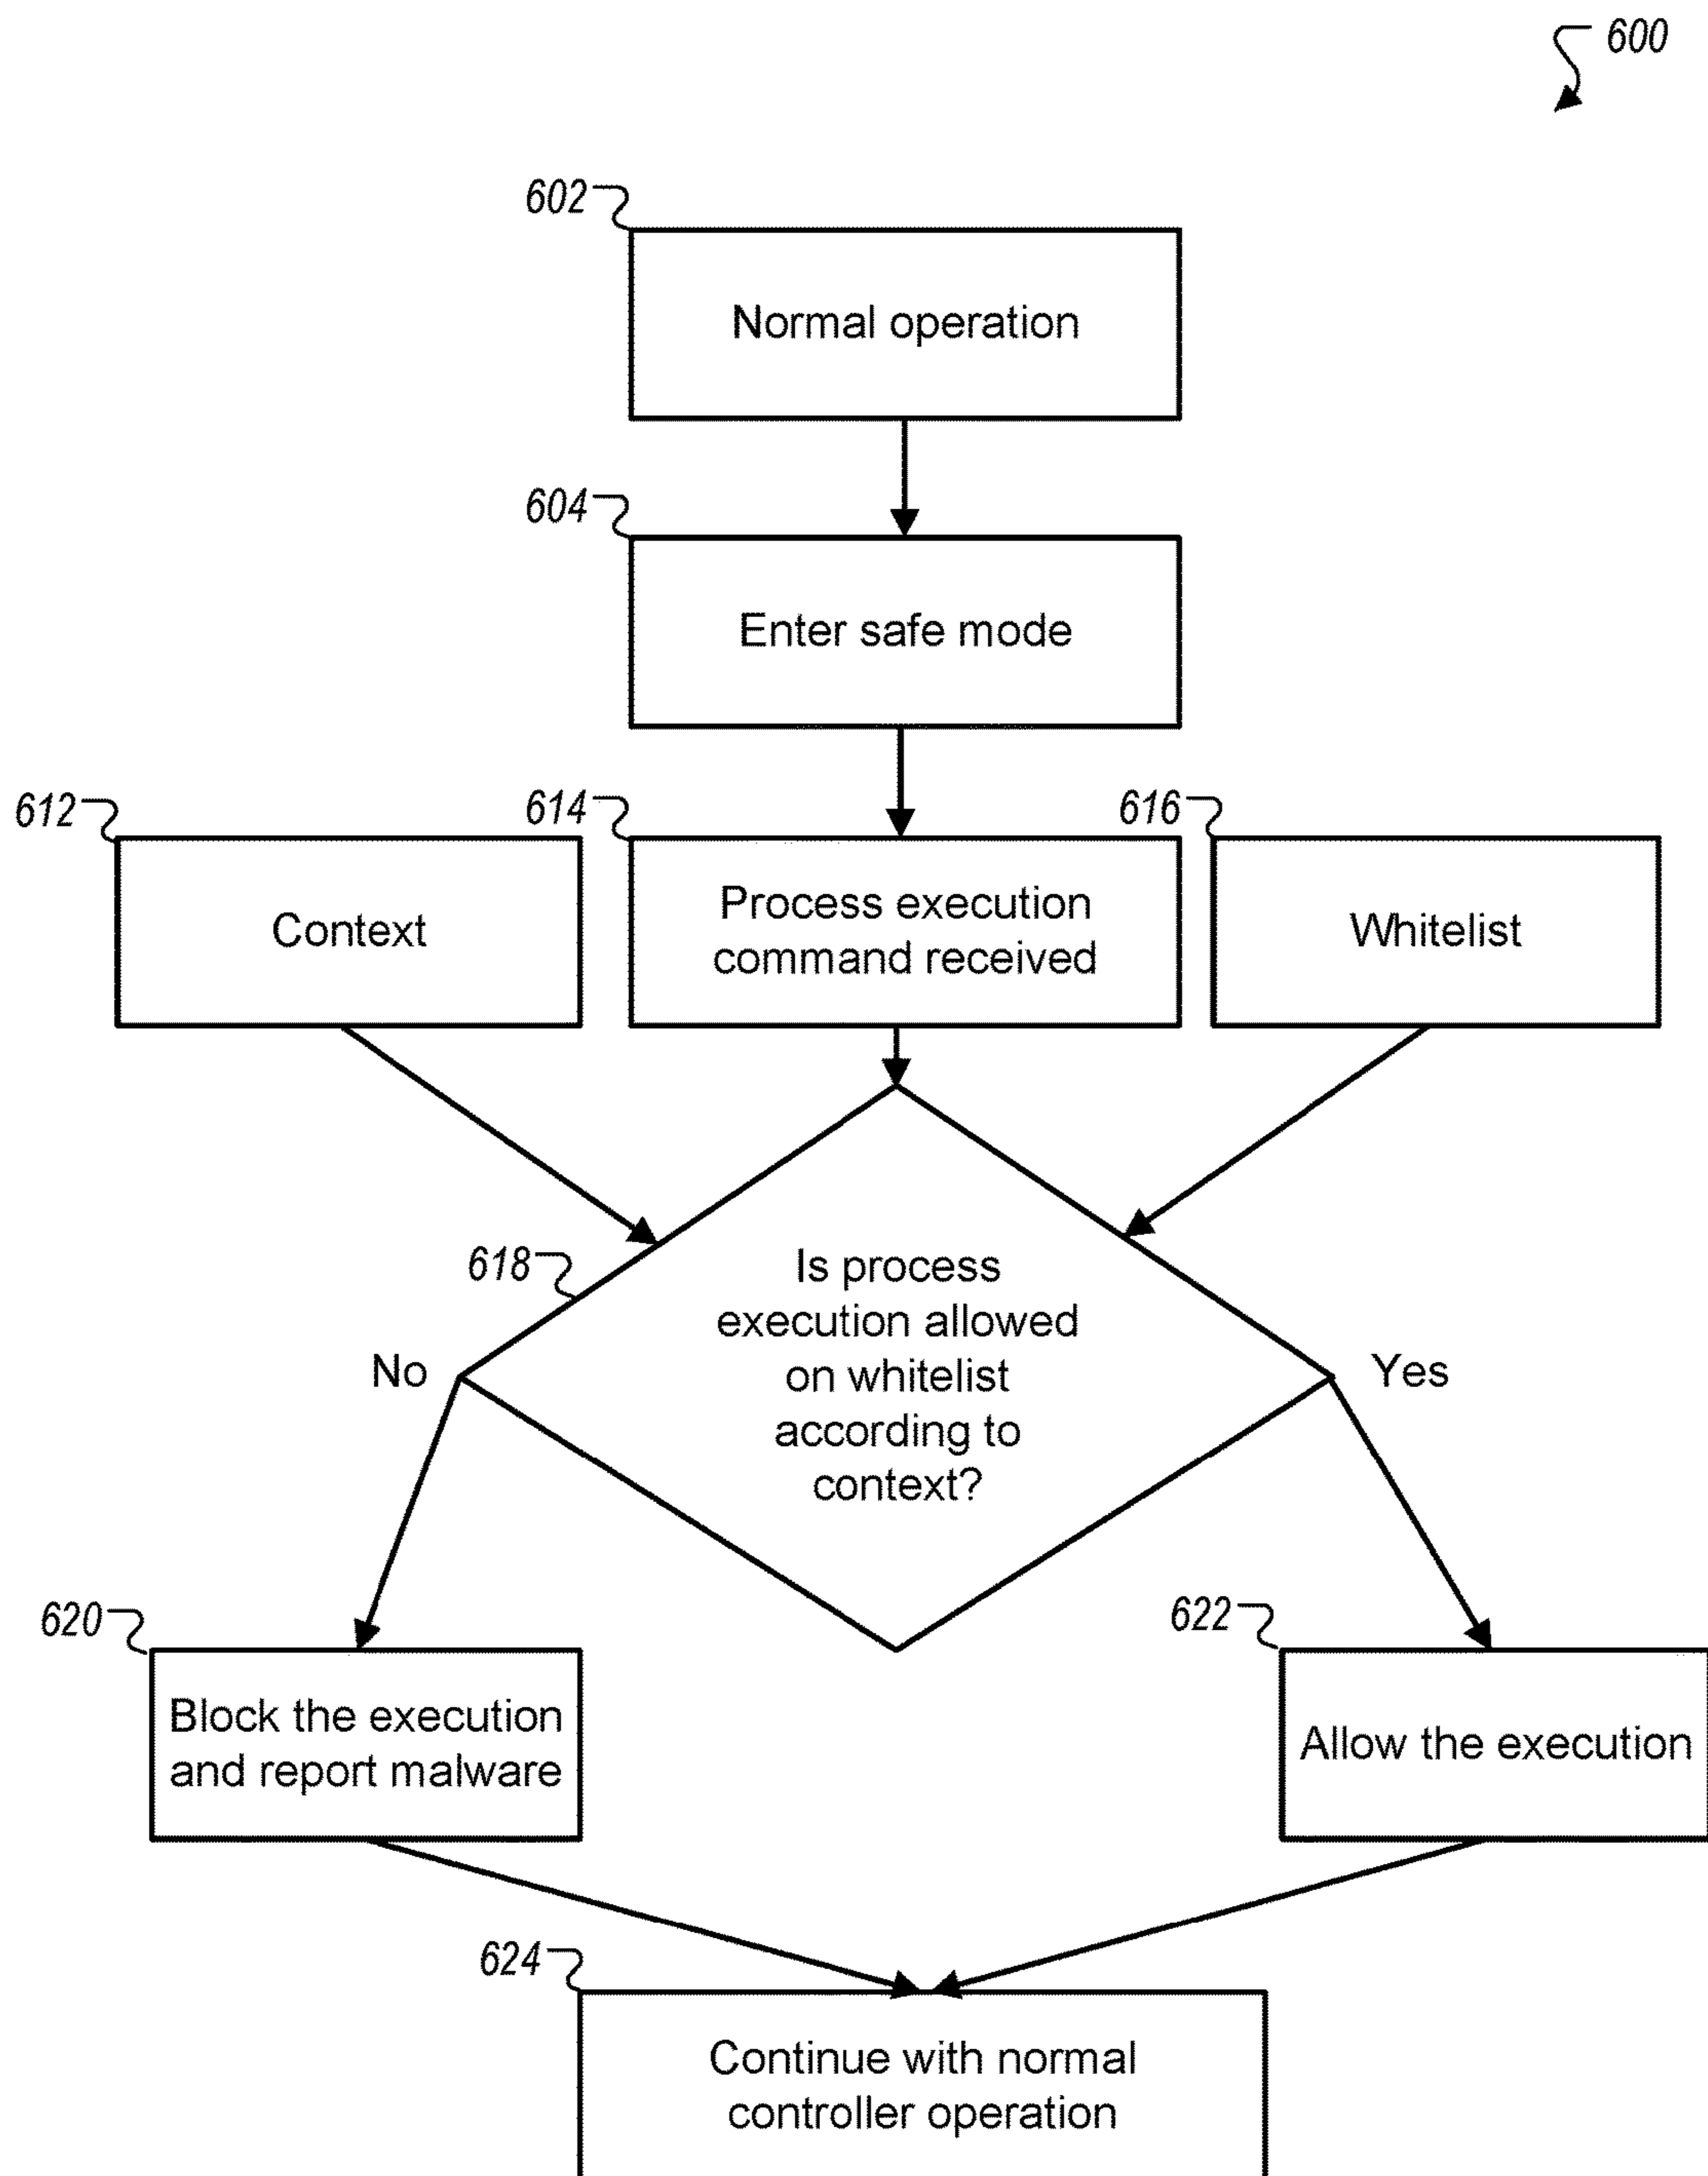 600
602
Normal operation
604
Enter safe mode
612
Context
614
Process execution
command received
616
Whitelist
618
Is process
execution allowed
on whitelist
according to
context?
No
Yes
620
Block the execution
and report malware
622
Allow the execution
624
Continue with normal
controller operation